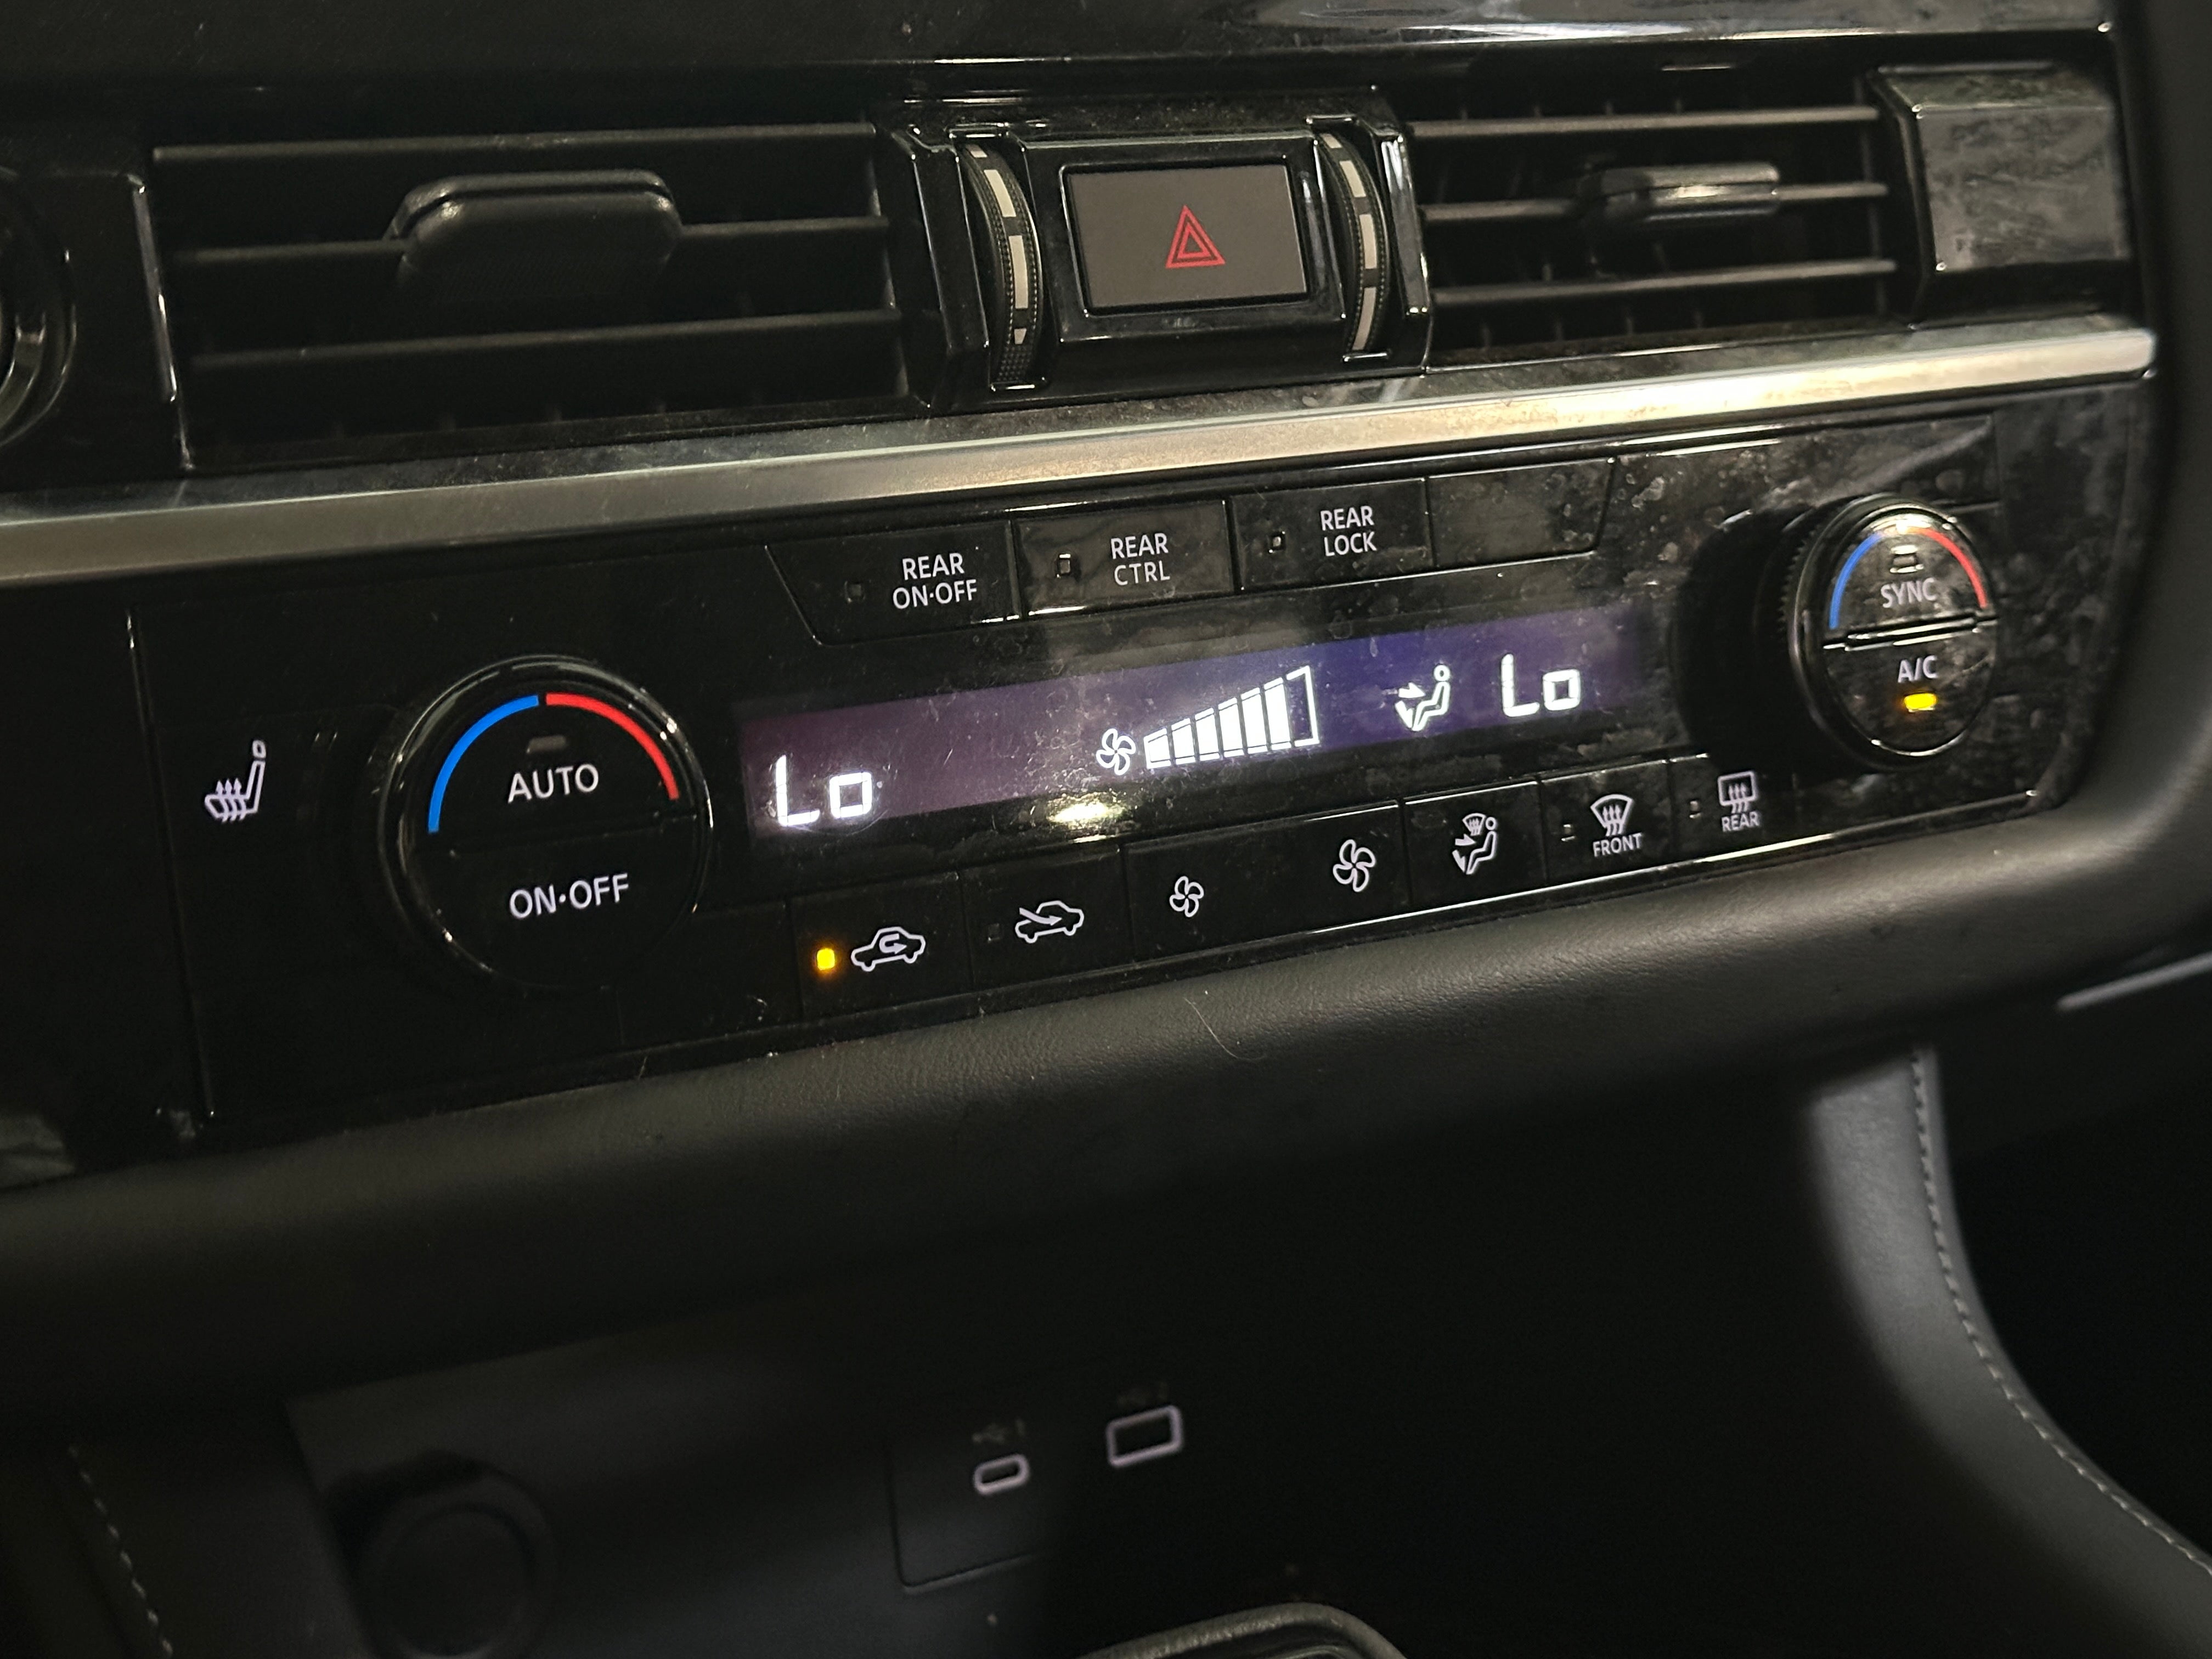 REAR
ON·OFF
REAR
CTRL
REAR
LOCK
SYNC
A/C
AUTO
ON·OFF
Lo
Lo
FRONT
REAR